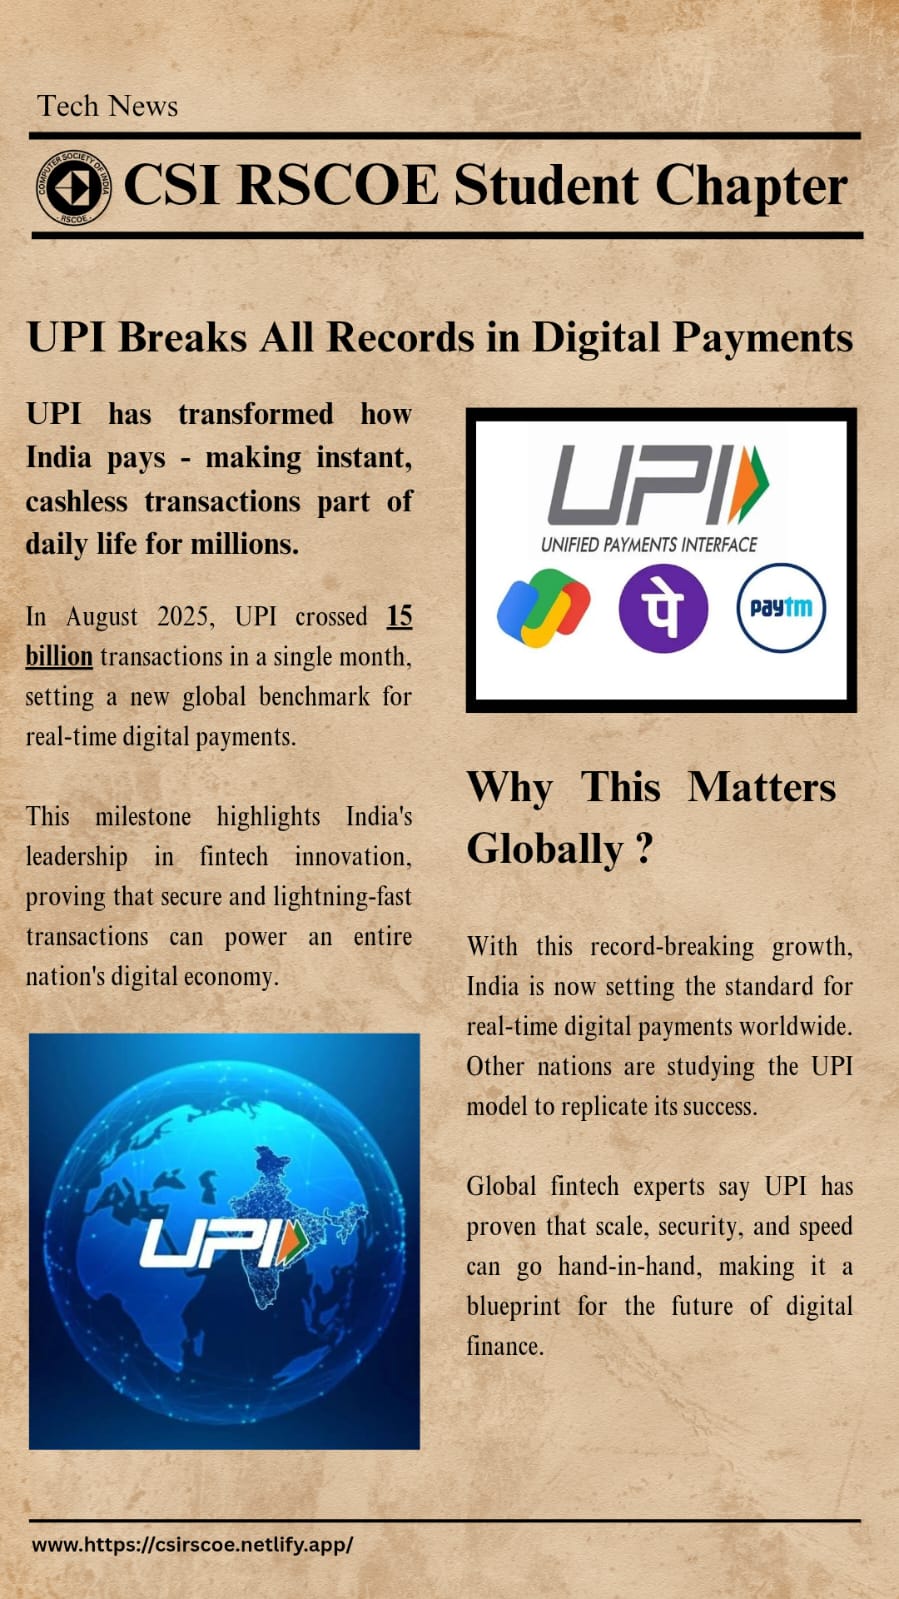 Tech News
COMPUTER SOCIETY OF INDIA
- RSCOE -
CSI RSCOE Student Chapter
UPI Breaks All Records in Digital Payments
UPI has transformed how
India pays - making instant,
cashless transactions part of
daily life for millions.
In August 2025, UPI crossed 15
billion transactions in a single month,
setting a new global benchmark for
real-time digital payments.
This milestone highlights India's
leadership in fintech innovation,
proving that secure and lightning-fast
transactions can power an entire
nation's digital economy.
UPI
UPI
UNIFIED PAYMENTS INTERFACE
पे
paytm
Why This Matters
Globally ?
With this record-breaking growth,
India is now setting the standard for
real-time digital payments worldwide.
Other nations are studying the UPI
model to replicate its success.
Global fintech experts say UPI has
proven that scale, security, and speed
can go hand-in-hand, making it a
blueprint for the future of digital
finance.
www.https://csirscoe.netlify.app/